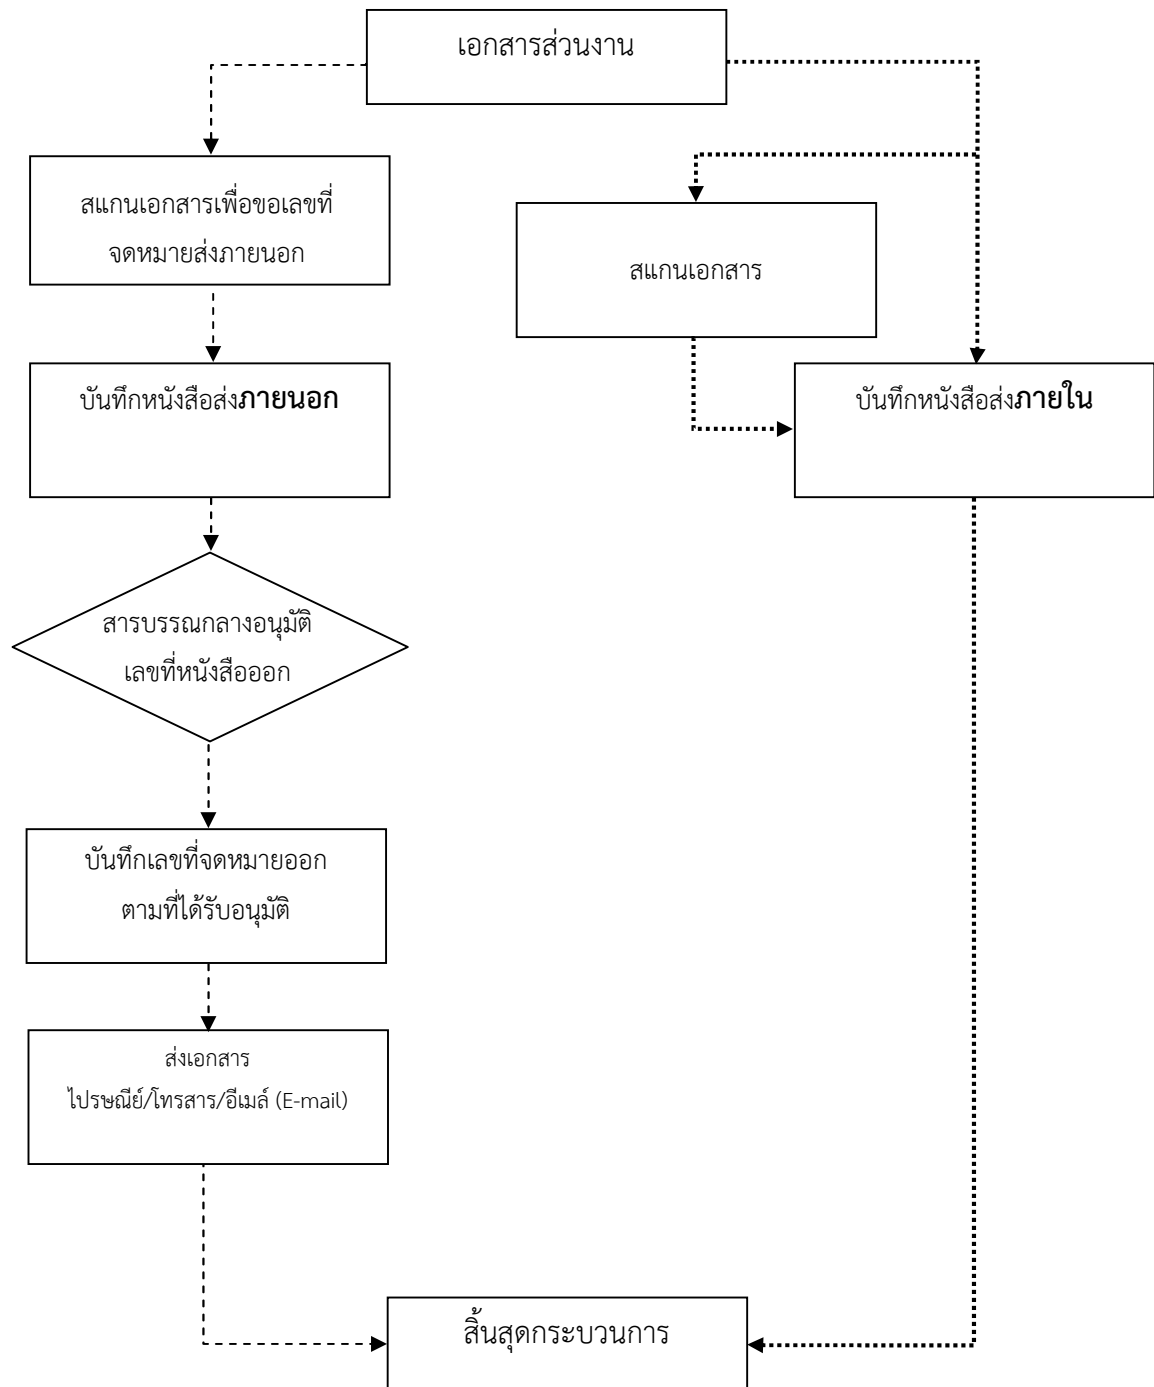 เอกสารส่วนงาน
สแกนเอกสารเพื่อขอเลขที่
จดหมายส่งภายนอก
สแกนเอกสาร
บันทึกหนังสือส่งภายนอก
บันทึกหนังสือส่งภายใน
สารบรรณกลางอนุมัติ
เลขที่หนังสือออก
บันทึกเลขที่จดหมายออก
ตามที่ได้รับอนุมัติ
ส่งเอกสาร
ไปรษณีย์/โทรสาร/อีเมล์ (E-mail)
สิ้นสุดกระบวนการ